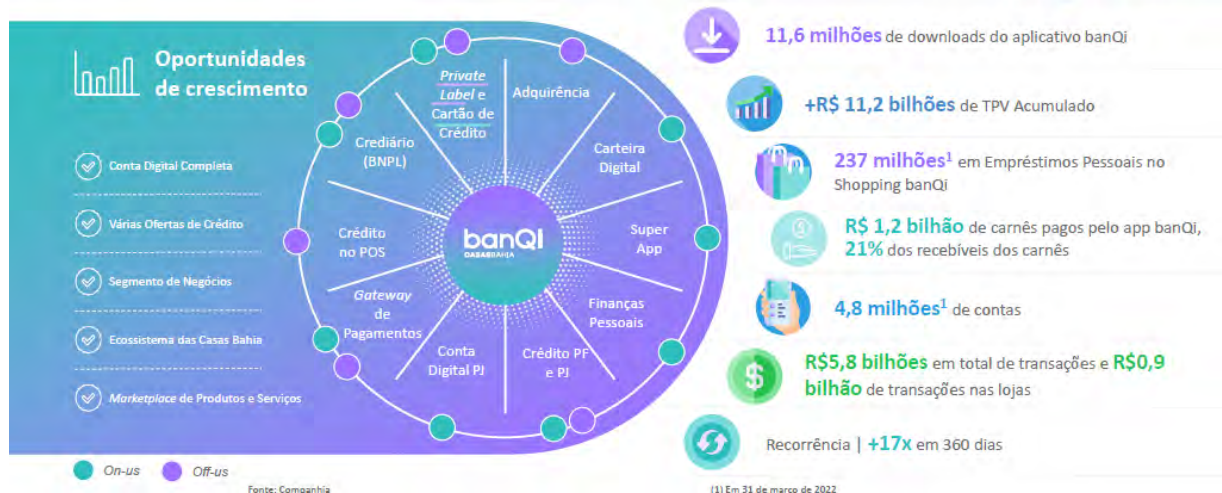 Oportunidades
de crescimento
Conta Digital Completa
Várias Ofertas de Crédito
Segmento de Negócios
Ecossistema das Casas Bahia
Marketplace de Produtos e Serviços
On-us
Off-us
Private
Label e
Cartão de
Crédito
Adquirência
Carteira
Digital
Super
App
Finanças
Pessoais
Crédito PF
e PJ
Conta
Digital PJ
Gateway
de
Pagamentos
Crédito
no POS
Crediário
(BNPL)
banQI
CASASBAHIA
11,6 milhões de downloads do aplicativo banQi
+R$ 11,2 bilhões de TPV Acumulado
237 milhões¹ em Empréstimos Pessoais no
Shopping banQi
R$ 1,2 bilhão de carnês pagos pelo app banQi,
21% dos recebíveis dos carnês
4,8 milhões¹ de contas
R$5,8 bilhões em total de transações e R$0,9
bilhão de transações nas lojas
Recorrência | +17x em 360 dias
Fonte: Companhia
(1) Em 31 de março de 2022